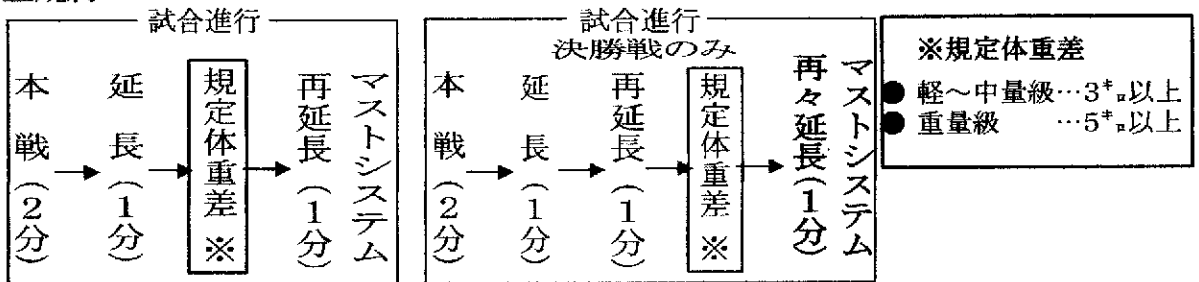 試合進行
本戦(2分)
延長(1分)
規定体重差※
再延長(1分)
マストシステム
試合進行
決勝戦のみ
本戦(2分)
延長(1分)
再延長(1分)
規定体重差※
再々延長(1分)
マストシステム
※規定体重差
● 軽~中量級…3㌔以上
● 重量級 …5㌔以上